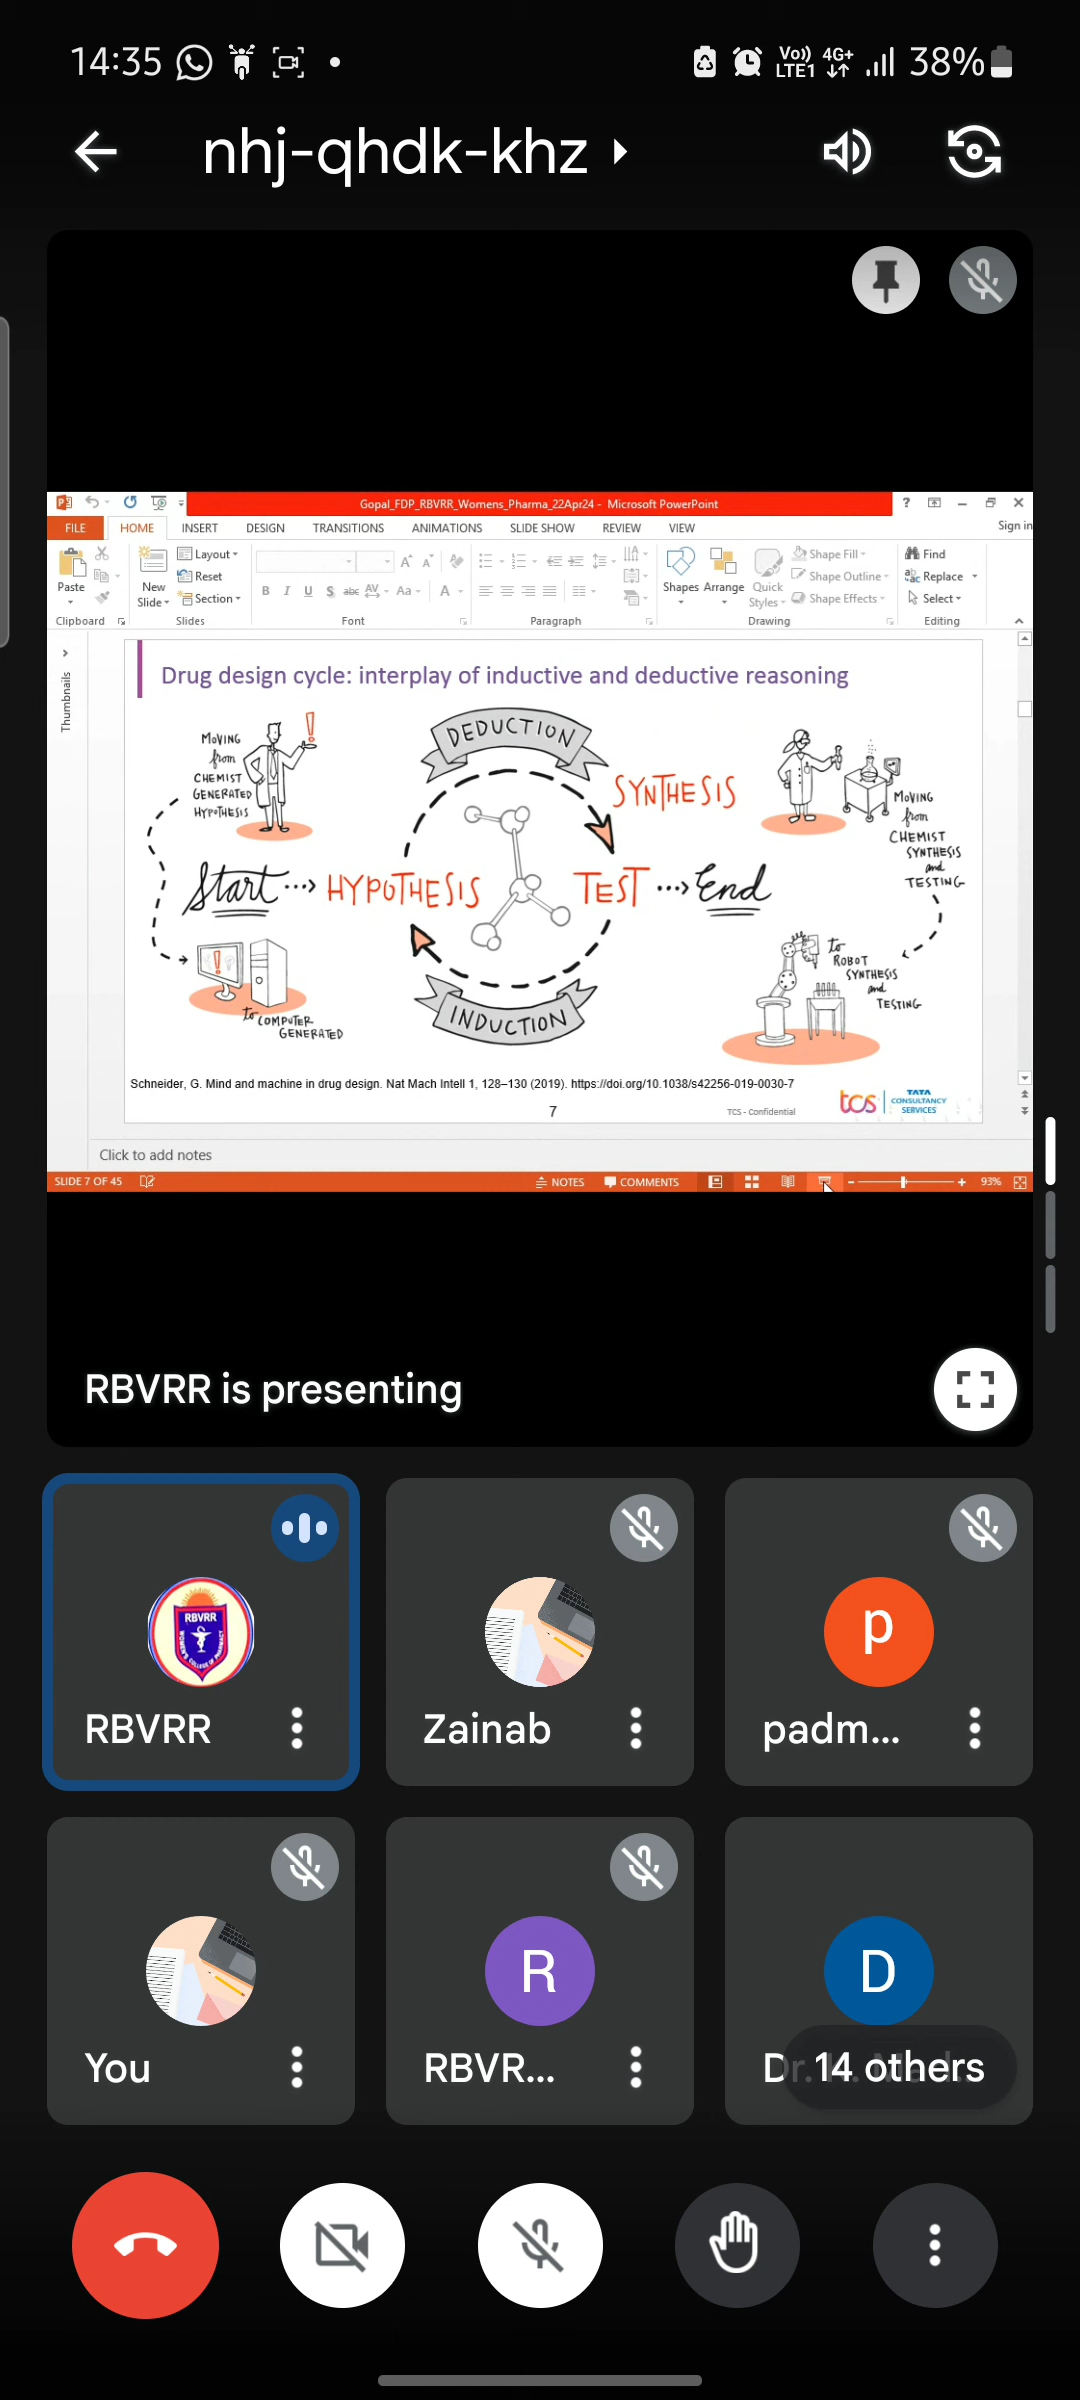 14:35
Vo)) LTE1 4G+ 38%
nhj-qhdk-khz
Gopal_FDP_RBVRR_Womens_Pharma_22Apr24 - Microsoft PowerPoint
FILE HOME INSERT DESIGN TRANSITIONS ANIMATIONS SLIDE SHOW REVIEW VIEW Sign in
Paste
Clipboard
New Slide
Layout
Reset
Section
Slides
B I U S abc AV Aa A
Font
Paragraph
Shapes Arrange Quick Styles
Shape Fill
Shape Outline
Shape Effects
Drawing
Find
Replace
Select
Editing
Thumbnails
Drug design cycle: interplay of inductive and deductive reasoning
MOVING
from
CHEMIST
GENERATED
HYPOTHESIS
DEDUCTION
SYNTHESIS
MOVING
from
CHEMIST
SYNTHESIS
and
TESTING
Start HYPOTHESIS TEST End
to COMPUTER
GENERATED
INDUCTION
to
ROBOT
SYNTHESIS
and
TESTING
Schneider, G. Mind and machine in drug design. Nat Mach Intell 1, 128–130 (2019). https://doi.org/10.1038/s42256-019-0030-7
7
TCS - Confidential
tcs TATA
CONSULTANCY
SERVICES
Click to add notes
SLIDE 7 OF 45 NOTES COMMENTS 93%
RBVRR is presenting
RBVRR
RBVRR
Zainab
p
padm...
You
R
RBVR...
D
14 others